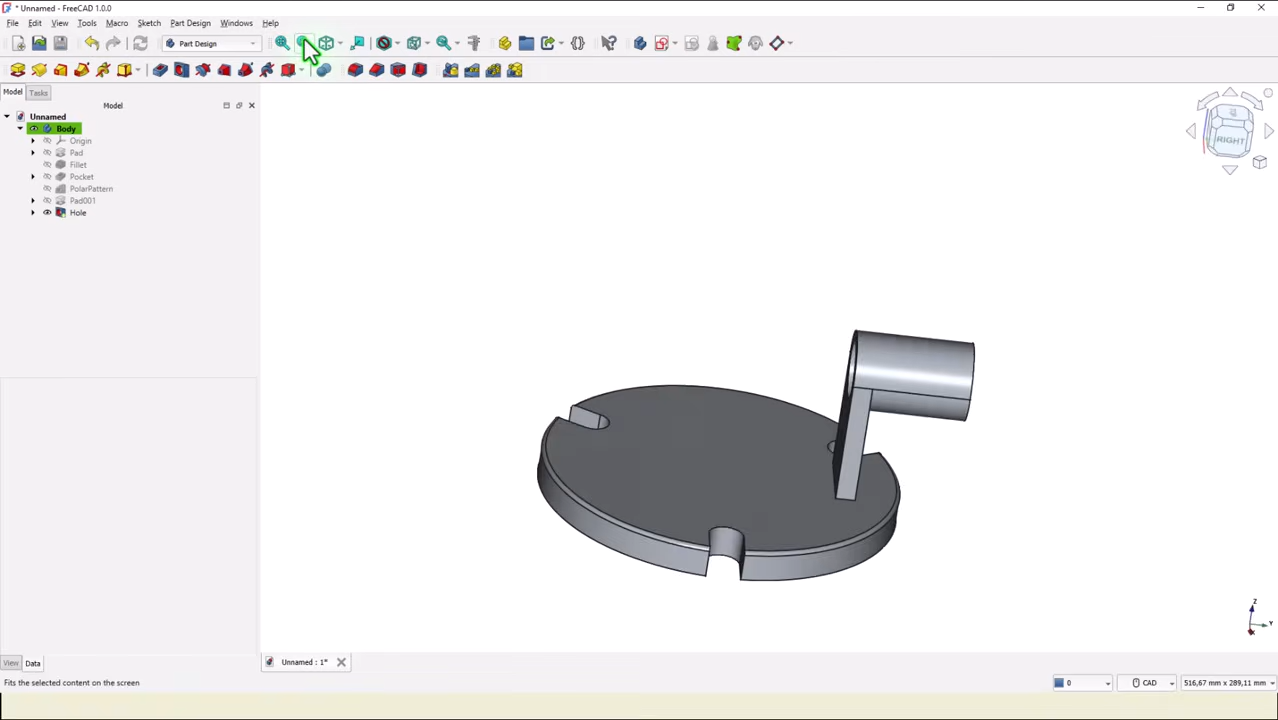 * Unnamed - FreeCAD 1.0.0
File Edit View Tools Macro Sketch Part Design Windows Help
Part Design
Model Tasks
Model
Unnamed
Body
Origin
Pad
Fillet
Pocket
PolarPattern
Pad001
Hole
RIGHT
Z
Y
View Data
Unnamed : 1*
Fits the selected content on the screen
0
CAD
516,67 mm x 289,11 mm